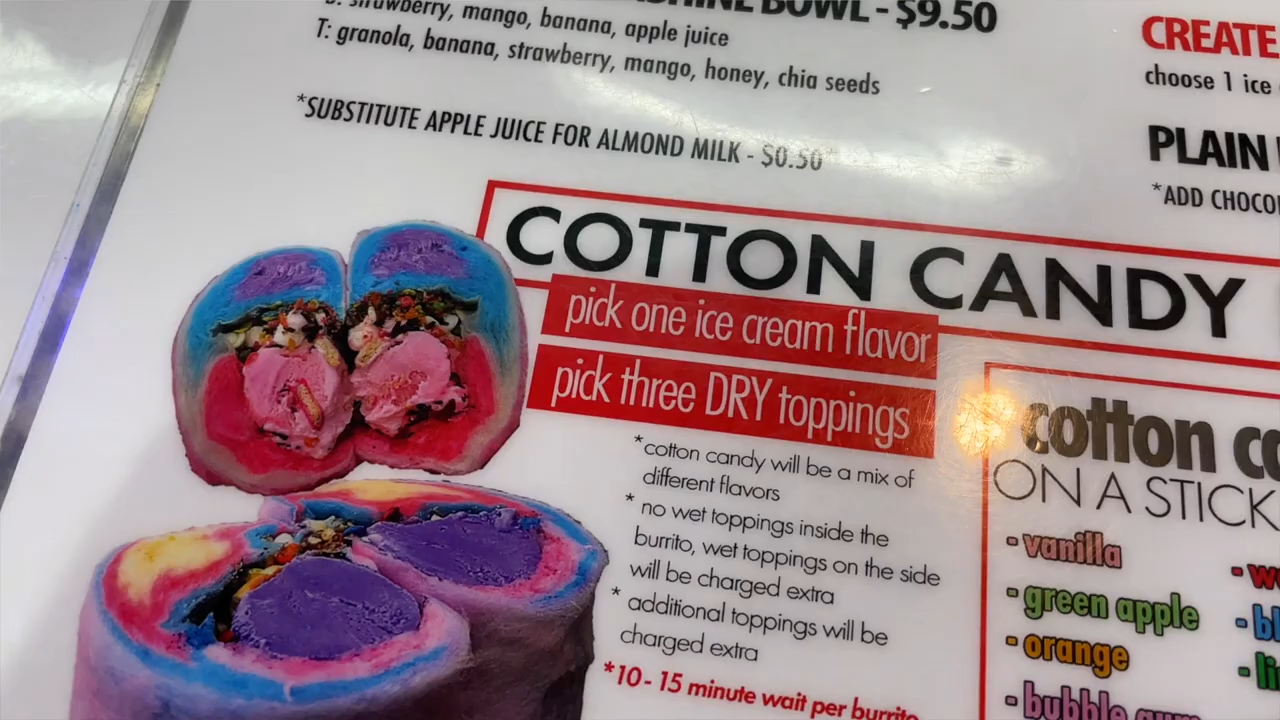 BOWL - $9.50
strawberry, mango, banana, apple juice
T: granola, banana, strawberry, mango, honey, chia seeds
*SUBSTITUTE APPLE JUICE FOR ALMOND MILK - $0.50*
COTTON CANDY
pick one ice cream flavor
pick three DRY toppings
*cotton candy will be a mix of
different flavors
* no wet toppings inside the
burrito, wet toppings on the side
will be charged extra
* additional toppings will be
charged extra
*10 - 15 minute wait per burrito
CREATE
choose 1 ice
PLAIN
*ADD
cotton
ON A STICK
- vanilla
- green apple
- orange
- bubble gum